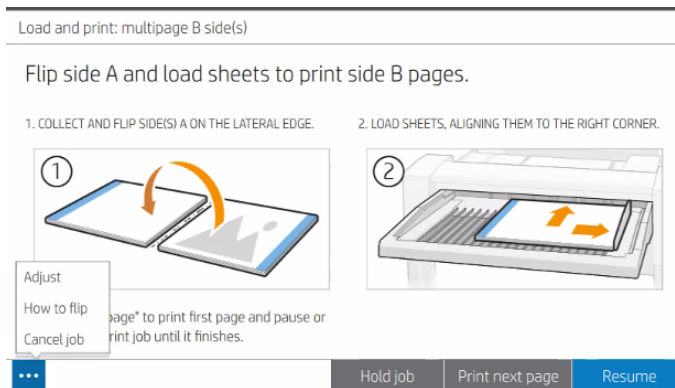 Load and print: multipage B side(s)
Flip side A and load sheets to print side B pages.
1. COLLECT AND FLIP SIDE(S) A ON THE LATERAL EDGE.
2. LOAD SHEETS, ALIGNING THEM TO THE RIGHT CORNER.
1
2
Adjust
How to flip
Cancel job
page" to print first page and pause or
rint job until it finishes.
Hold job
Print next page
Resume